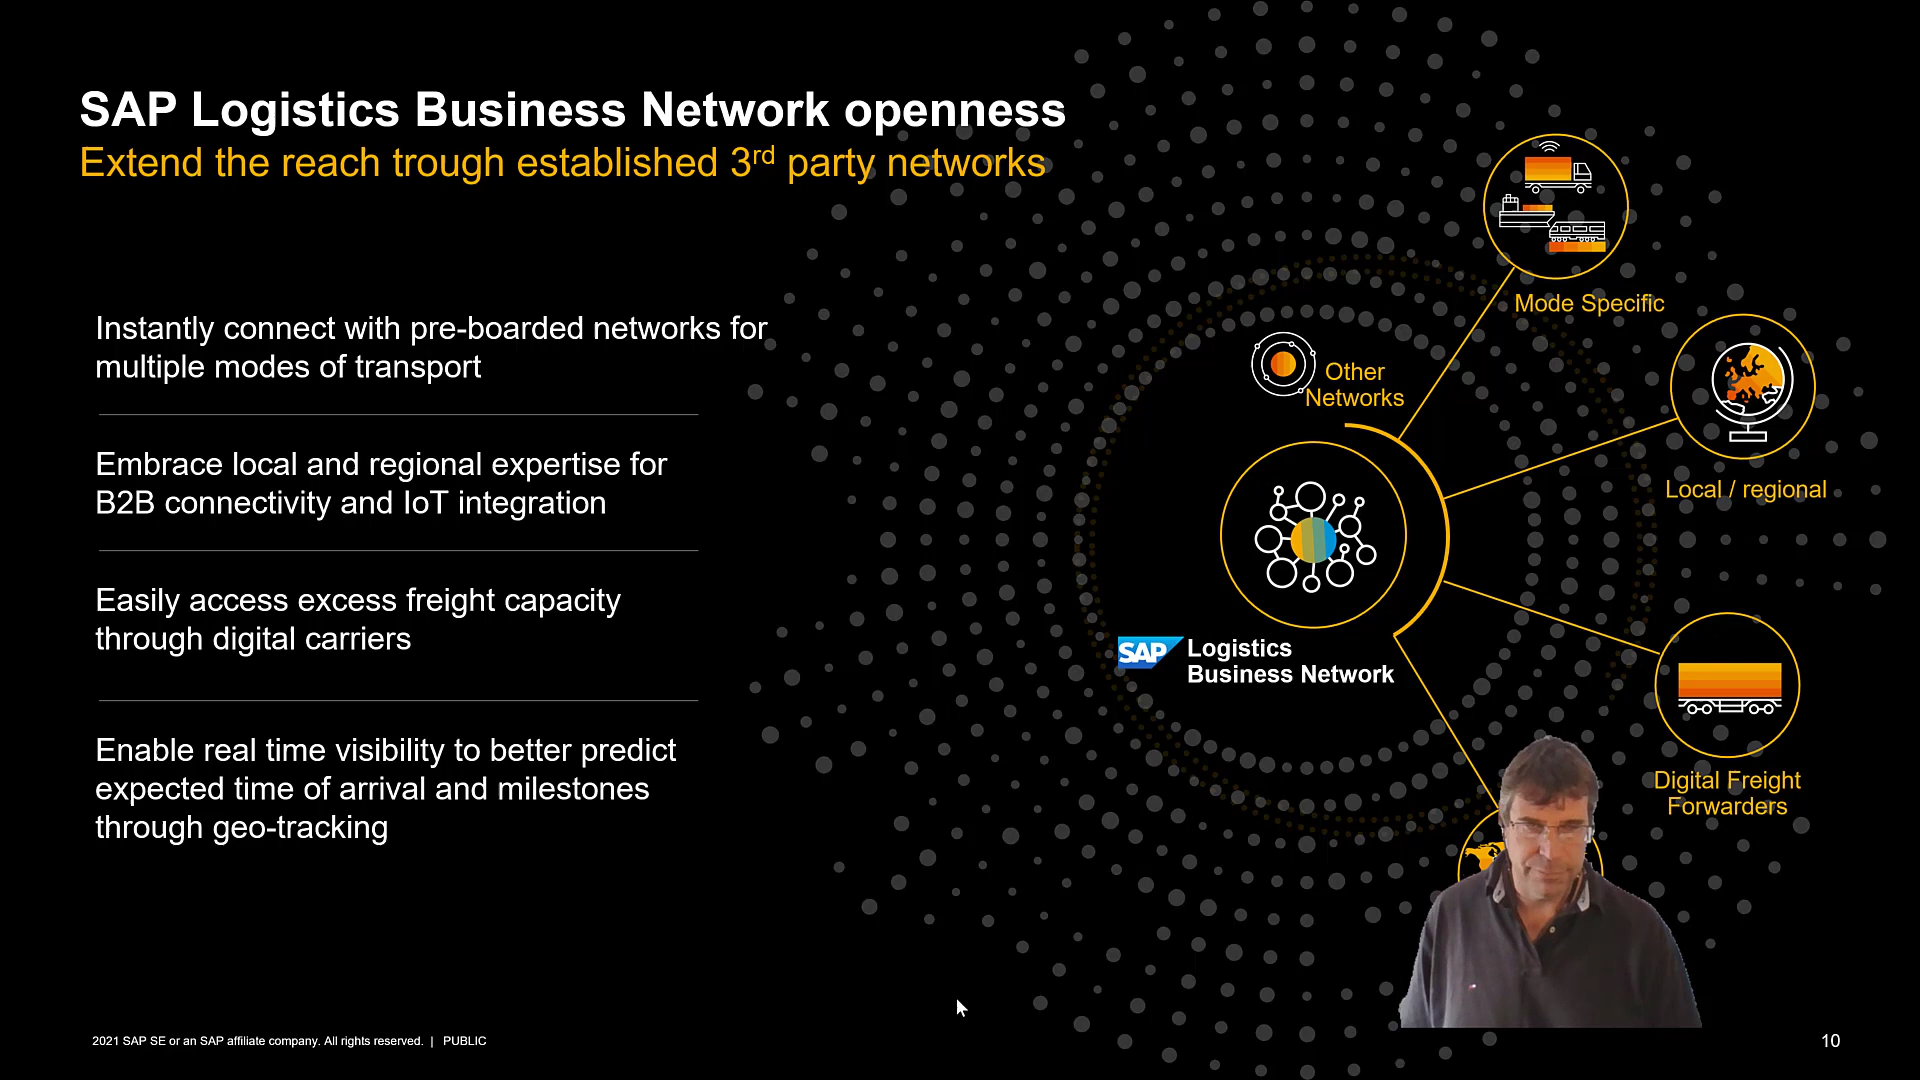 SAP Logistics Business Network openness
Extend the reach trough established 3rd party networks
Instantly connect with pre-boarded networks for
multiple modes of transport
Embrace local and regional expertise for
B2B connectivity and IoT integration
Easily access excess freight capacity
through digital carriers
Enable real time visibility to better predict
expected time of arrival and milestones
through geo-tracking
Mode Specific
Other
Networks
Local / regional
SAP Logistics
Business Network
Digital Freight
Forwarders
2021 SAP SE or an SAP affiliate company. All rights reserved. | PUBLIC
10